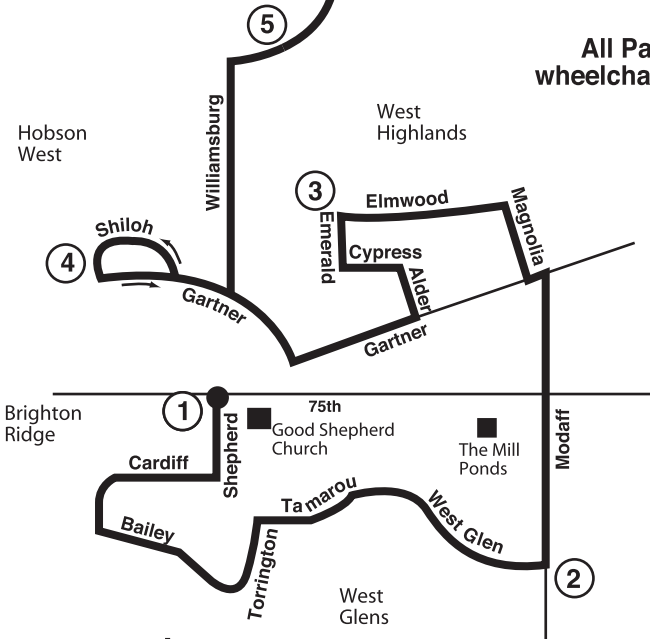 5
All Pa
wheelcha
West
Highlands
Hobson
West
Williamsburg
3
Elmwood
Magnolia
Emerald
Shiloh
Cypress
4
Alder
Gartner
Gartner
1
75th
Brighton
Ridge
Shepherd
Good Shepherd
Church
The Mill
Ponds
Modaff
Cardiff
Tamarou
West Glen
Bailey
Torrington
2
West
Glens